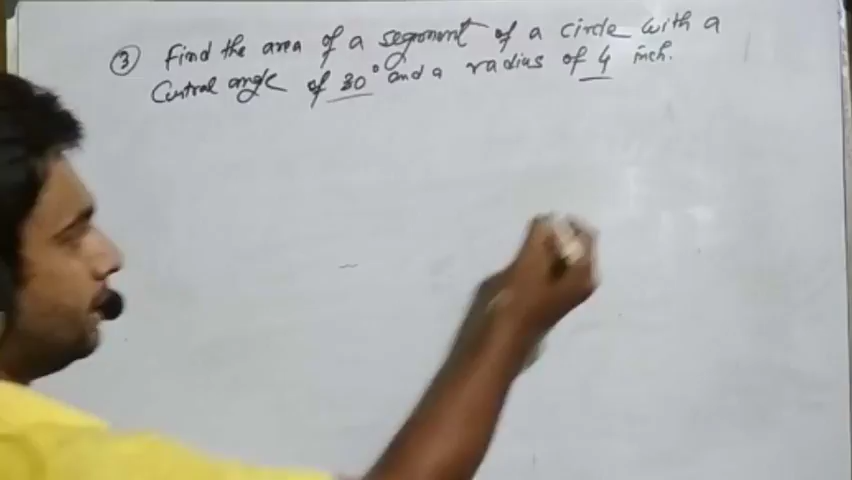 ③ Find the area of a segment of a circle with a
Central angle of 30° and a radius of 4 inch.